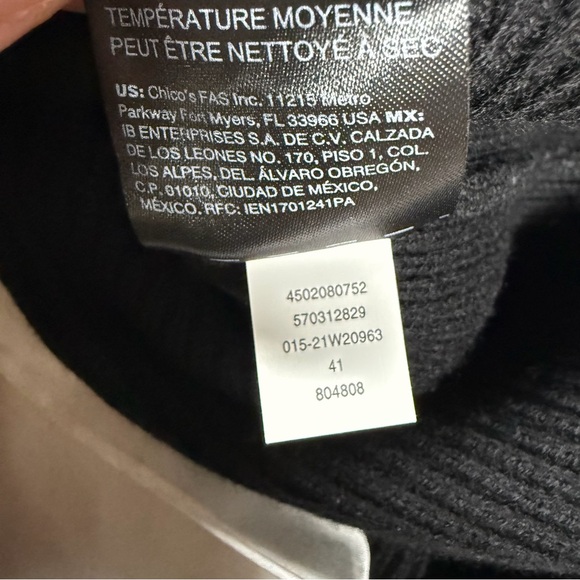 TEMPÉRATURE MOYENNE
PEUT ÊTRE NETTOYÉ À SEC
US: Chico's FAS Inc. 11215 Metro
Parkway Fort Myers, FL 33966 USA MX:
IB ENTERPRISES S.A. DE C.V. CALZADA
DE LOS LEONES NO. 170, PISO 1, COL.
LOS ALPES, DEL. ÁLVARO OBREGÓN,
C.P. 01010, CIUDAD DE MÉXICO,
MÉXICO. RFC: IEN1701241PA
4502080752
570312829
015-21W20963
41
804808